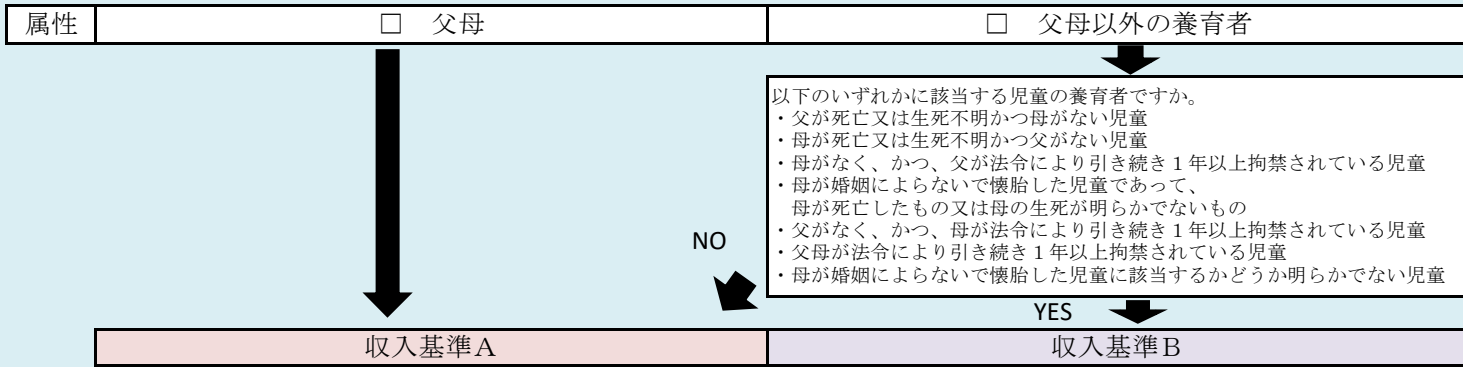 属性
□ 父母
□ 父母以外の養育者
以下のいずれかに該当する児童の養育者ですか。
・父が死亡又は生死不明かつ母がない児童
・母が死亡又は生死不明かつ父がない児童
・母がなく、かつ、父が法令により引き続き１年以上拘禁されている児童
・母が婚姻によらないで懐胎した児童であって、
母が死亡したもの又は母の生死が明らかでないもの
・父がなく、かつ、母が法令により引き続き１年以上拘禁されている児童
・父母が法令により引き続き１年以上拘禁されている児童
・母が婚姻によらないで懐胎した児童に該当するかどうか明らかでない児童
NO
YES
収入基準Ａ
収入基準Ｂ